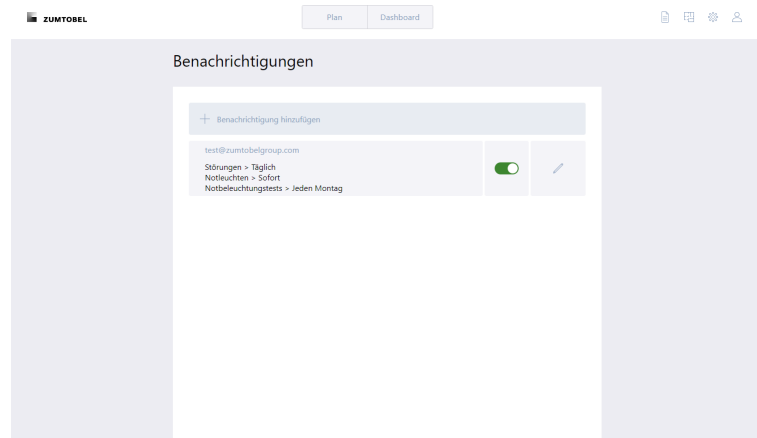 ZUMTOBEL
Plan
Dashboard
Benachrichtigungen
Benachrichtigung hinzufügen
test@zumtobelgroup.com
Störungen > Täglich
Notleuchten > Sofort
Notbeleuchtungstests > Jeden Montag